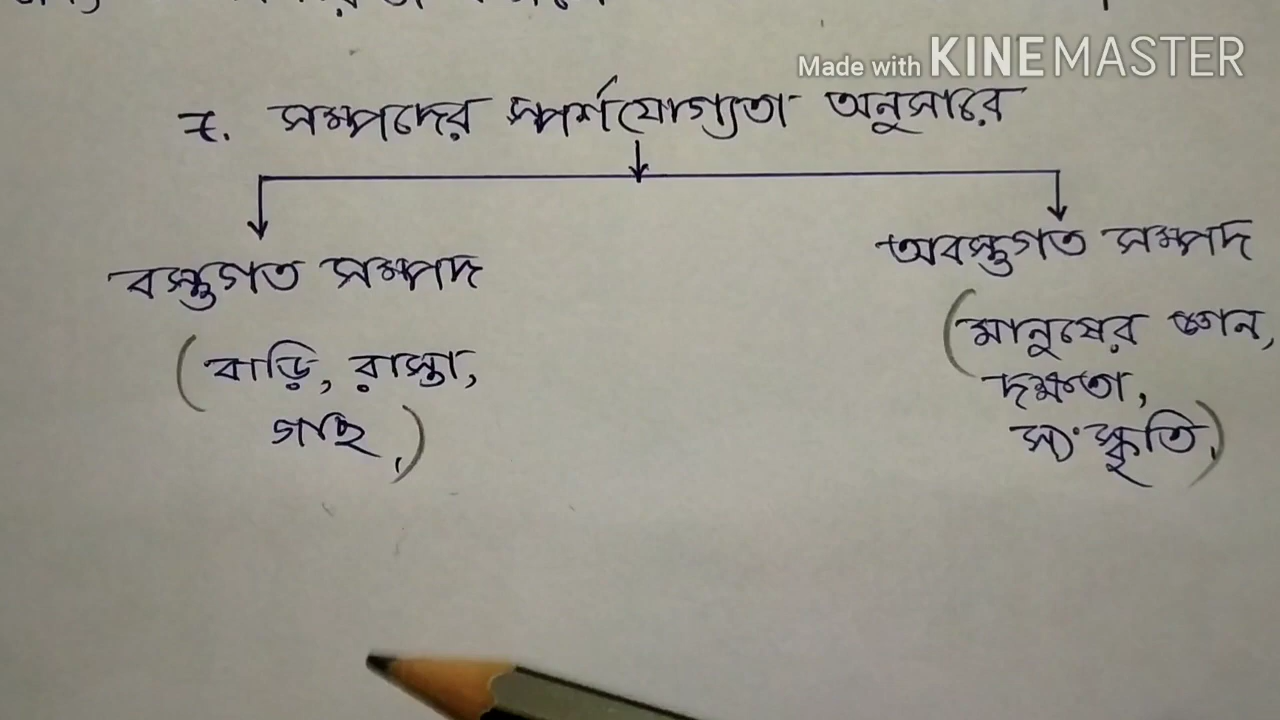 Made with KINEMASTER
৮. সম্পদের স্পর্শযোগ্যতা অনুসারে
বস্তুগত সম্পদ
(বাড়ি, রাস্তা,
গাছ,)
অবস্তুগত সম্পদ
(মানুষের জ্ঞান,
দক্ষতা,
সংস্কৃতি,)